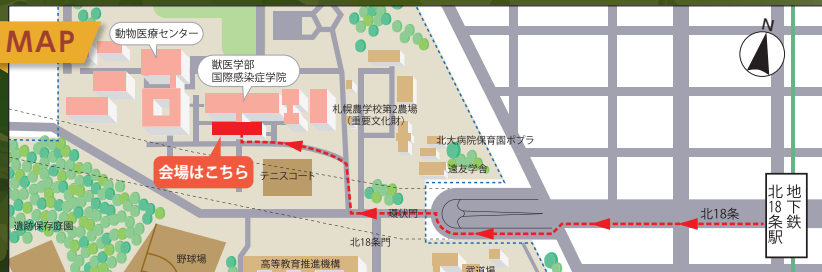 MAP
動物医療センター
N
獣医学部
国際感染症学院
札幌農学校第2農場
（重要文化財）
北大病院保育園ポプラ
会場はこちら
テニスコート
遠友学舎
地下鉄
北18条駅
北18条
環状門
遺跡保存庭園
北18条門
野球場
高等教育推進機構
武道場